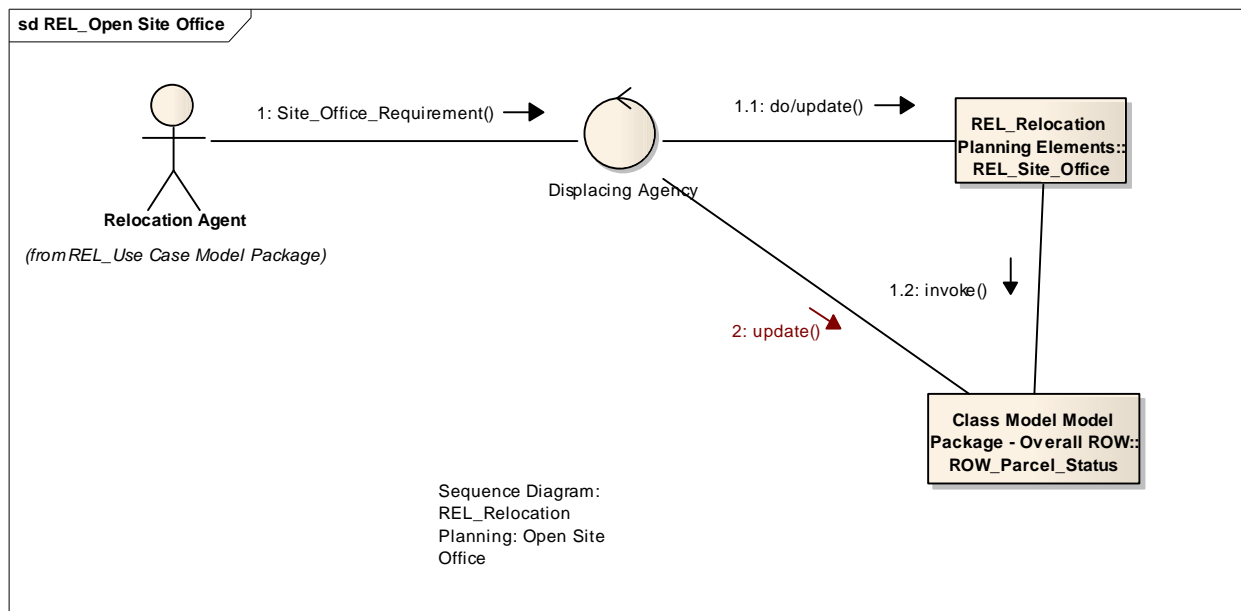 sd REL_Open Site Office
1: Site_Office_Requirement()
1.1: do/update()
REL_Relocation
Planning Elements::
REL_Site_Office
Displacing Agency
Relocation Agent
(from REL_Use Case Model Package)
1.2: invoke()
2: update()
Class Model Model
Package - Overall ROW::
ROW_Parcel_Status
Sequence Diagram:
REL_Relocation
Planning: Open Site
Office